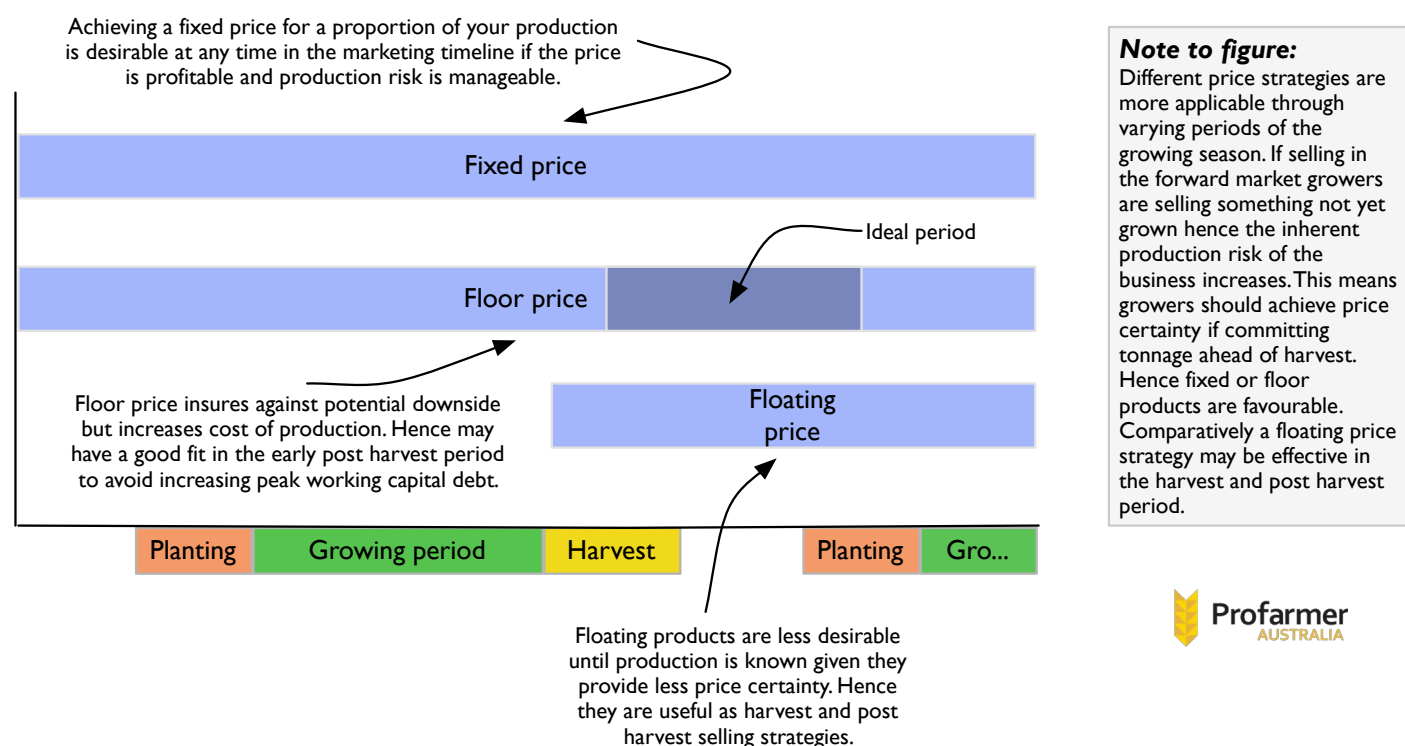 Achieving a fixed price for a proportion of your production
is desirable at any time in the marketing timeline if the price
is profitable and production risk is manageable.
Fixed price
Ideal period
Floor price
Floor price insures against potential downside
but increases cost of production. Hence may
have a good fit in the early post harvest period
to avoid increasing peak working capital debt.
Floating
price
Planting
Growing period
Harvest
Planting
Gro...
Floating products are less desirable
until production is known given they
provide less price certainty. Hence
they are useful as harvest and post
harvest selling strategies.
Note to figure:
Different price strategies are
more applicable through
varying periods of the
growing season. If selling in
the forward market growers
are selling something not yet
grown hence the inherent
production risk of the
business increases. This means
growers should achieve price
certainty if committing
tonnage ahead of harvest.
Hence fixed or floor
products are favourable.
Comparatively a floating price
strategy may be effective in
the harvest and post harvest
period.
Profarmer
AUSTRALIA